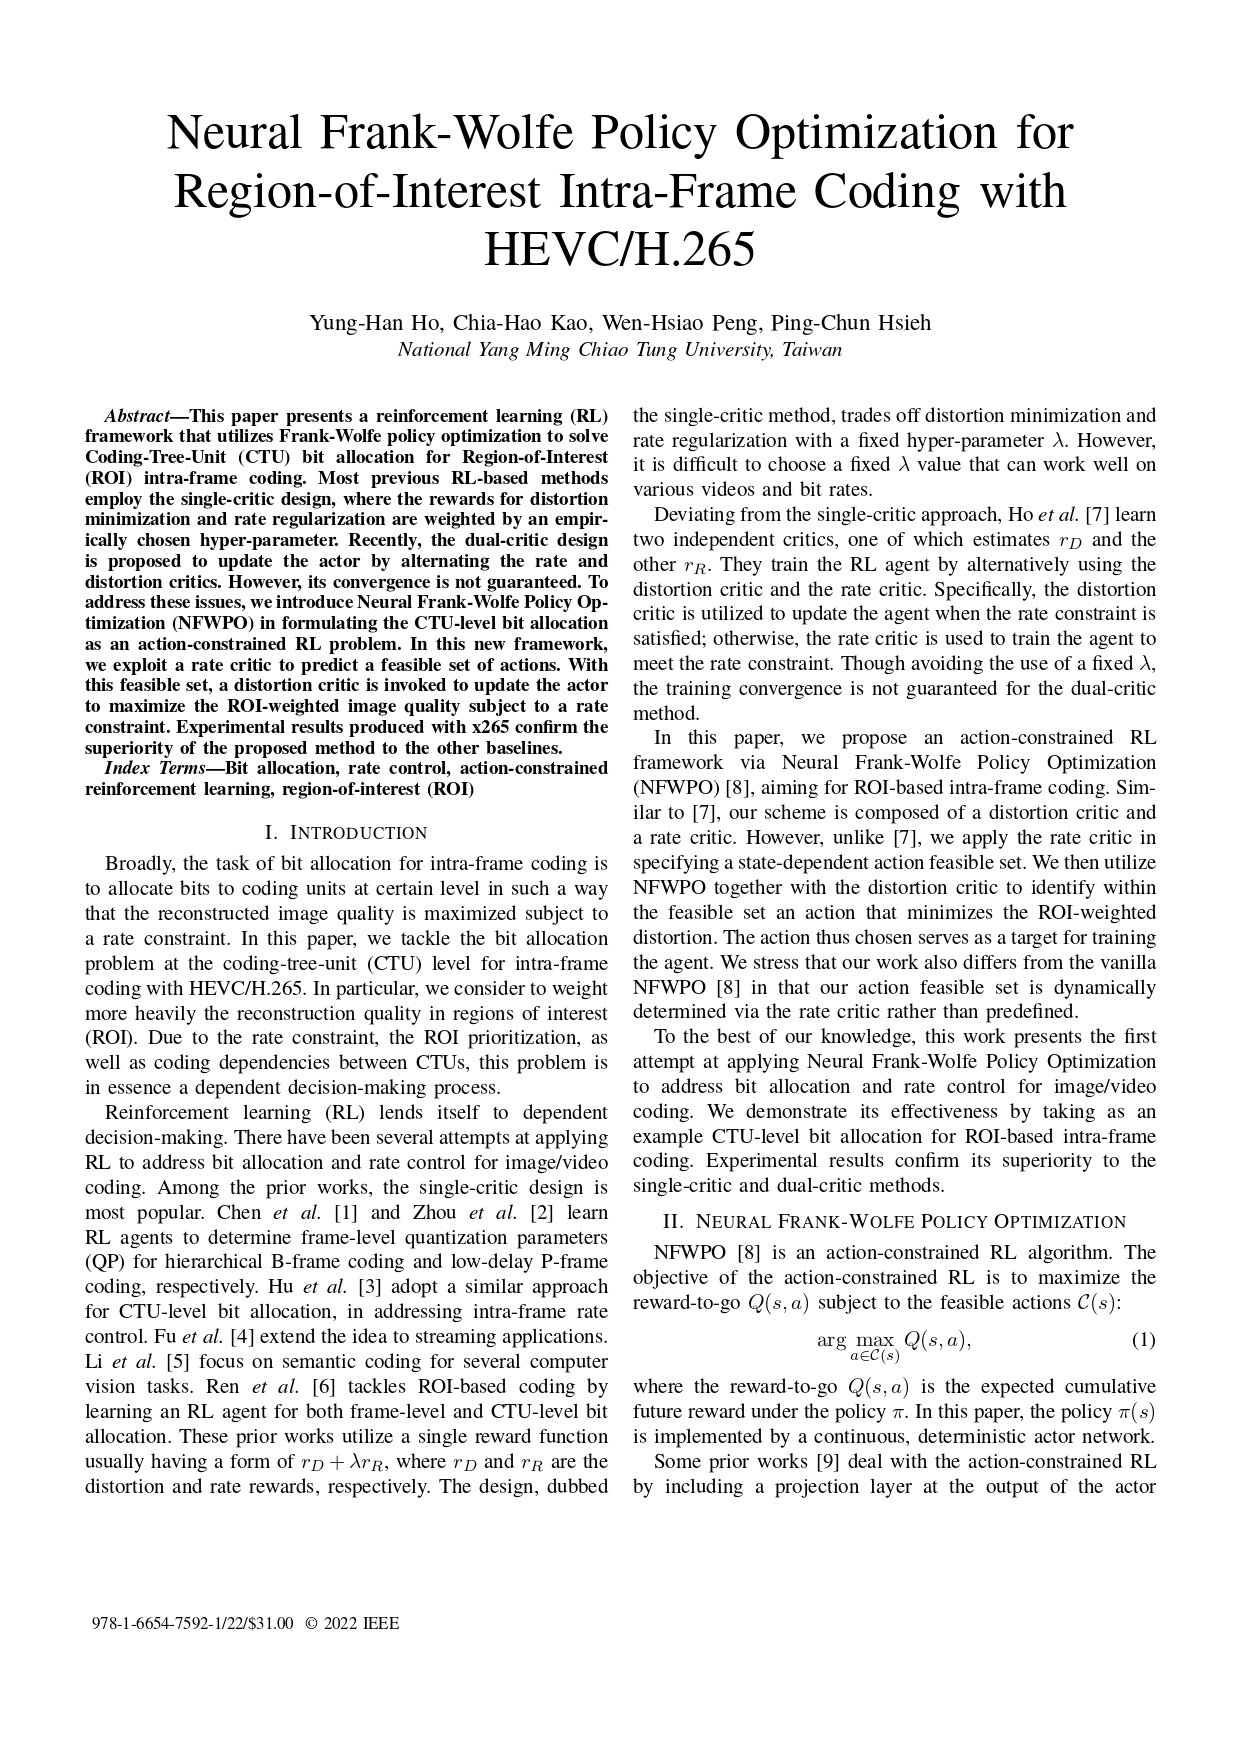 Neural Frank-Wolfe Policy Optimization for
Region-of-Interest Intra-Frame Coding with
HEVC/H.265
Yung-Han Ho, Chia-Hao Kao, Wen-Hsiao Peng, Ping-Chun Hsieh
National Yang Ming Chiao Tung University, Taiwan
Abstract—This paper presents a reinforcement learning (RL)
framework that utilizes Frank-Wolfe policy optimization to solve
Coding-Tree-Unit (CTU) bit allocation for Region-of-Interest
(ROI) intra-frame coding. Most previous RL-based methods
employ the single-critic design, where the rewards for distortion
minimization and rate regularization are weighted by an empir-
ically chosen hyper-parameter. Recently, the dual-critic design
is proposed to update the actor by alternating the rate and
distortion critics. However, its convergence is not guaranteed. To
address these issues, we introduce Neural Frank-Wolfe Policy Op-
timization (NFWPO) in formulating the CTU-level bit allocation
as an action-constrained RL problem. In this new framework,
we exploit a rate critic to predict a feasible set of actions. With
this feasible set, a distortion critic is invoked to update the actor
to maximize the ROI-weighted image quality subject to a rate
constraint. Experimental results produced with x265 confirm the
superiority of the proposed method to the other baselines.
Index Terms—Bit allocation, rate control, action-constrained
reinforcement learning, region-of-interest (ROI)
I. INTRODUCTION
Broadly, the task of bit allocation for intra-frame coding is
to allocate bits to coding units at certain level in such a way
that the reconstructed image quality is maximized subject to
a rate constraint. In this paper, we tackle the bit allocation
problem at the coding-tree-unit (CTU) level for intra-frame
coding with HEVC/H.265. In particular, we consider to weight
more heavily the reconstruction quality in regions of interest
(ROI). Due to the rate constraint, the ROI prioritization, as
well as coding dependencies between CTUs, this problem is
in essence a dependent decision-making process.
Reinforcement learning (RL) lends itself to dependent
decision-making. There have been several attempts at applying
RL to address bit allocation and rate control for image/video
coding. Among the prior works, the single-critic design is
most popular. Chen et al. [1] and Zhou et al. [2] learn
RL agents to determine frame-level quantization parameters
(QP) for hierarchical B-frame coding and low-delay P-frame
coding, respectively. Hu et al. [3] adopt a similar approach
for CTU-level bit allocation, in addressing intra-frame rate
control. Fu et al. [4] extend the idea to streaming applications.
Li et al. [5] focus on semantic coding for several computer
vision tasks. Ren et al. [6] tackles ROI-based coding by
learning an RL agent for both frame-level and CTU-level bit
allocation. These prior works utilize a single reward function
usually having a form of r_D + λr_R, where r_D and r_R are the
distortion and rate rewards, respectively. The design, dubbed
the single-critic method, trades off distortion minimization and
rate regularization with a fixed hyper-parameter λ. However,
it is difficult to choose a fixed λ value that can work well on
various videos and bit rates.
Deviating from the single-critic approach, Ho et al. [7] learn
two independent critics, one of which estimates r_D and the
other r_R. They train the RL agent by alternatively using the
distortion critic and the rate critic. Specifically, the distortion
critic is utilized to update the agent when the rate constraint is
satisfied; otherwise, the rate critic is used to train the agent to
meet the rate constraint. Though avoiding the use of a fixed λ,
the training convergence is not guaranteed for the dual-critic
method.
In this paper, we propose an action-constrained RL
framework via Neural Frank-Wolfe Policy Optimization
(NFWPO) [8], aiming for ROI-based intra-frame coding. Sim-
ilar to [7], our scheme is composed of a distortion critic and
a rate critic. However, unlike [7], we apply the rate critic in
specifying a state-dependent action feasible set. We then utilize
NFWPO together with the distortion critic to identify within
the feasible set an action that minimizes the ROI-weighted
distortion. The action thus chosen serves as a target for training
the agent. We stress that our work also differs from the vanilla
NFWPO [8] in that our action feasible set is dynamically
determined via the rate critic rather than predefined.
To the best of our knowledge, this work presents the first
attempt at applying Neural Frank-Wolfe Policy Optimization
to address bit allocation and rate control for image/video
coding. We demonstrate its effectiveness by taking as an
example CTU-level bit allocation for ROI-based intra-frame
coding. Experimental results confirm its superiority to the
single-critic and dual-critic methods.
II. NEURAL FRANK-WOLFE POLICY OPTIMIZATION
NFWPO [8] is an action-constrained RL algorithm. The
objective of the action-constrained RL is to maximize the
reward-to-go Q(s, a) subject to the feasible actions C(s):
arg max Q(s, a), (1)
a∈C(s)
where the reward-to-go Q(s, a) is the expected cumulative
future reward under the policy π. In this paper, the policy π(s)
is implemented by a continuous, deterministic actor network.
Some prior works [9] deal with the action-constrained RL
by including a projection layer at the output of the actor
978-1-6654-7592-1/22/$31.00 © 2022 IEEE